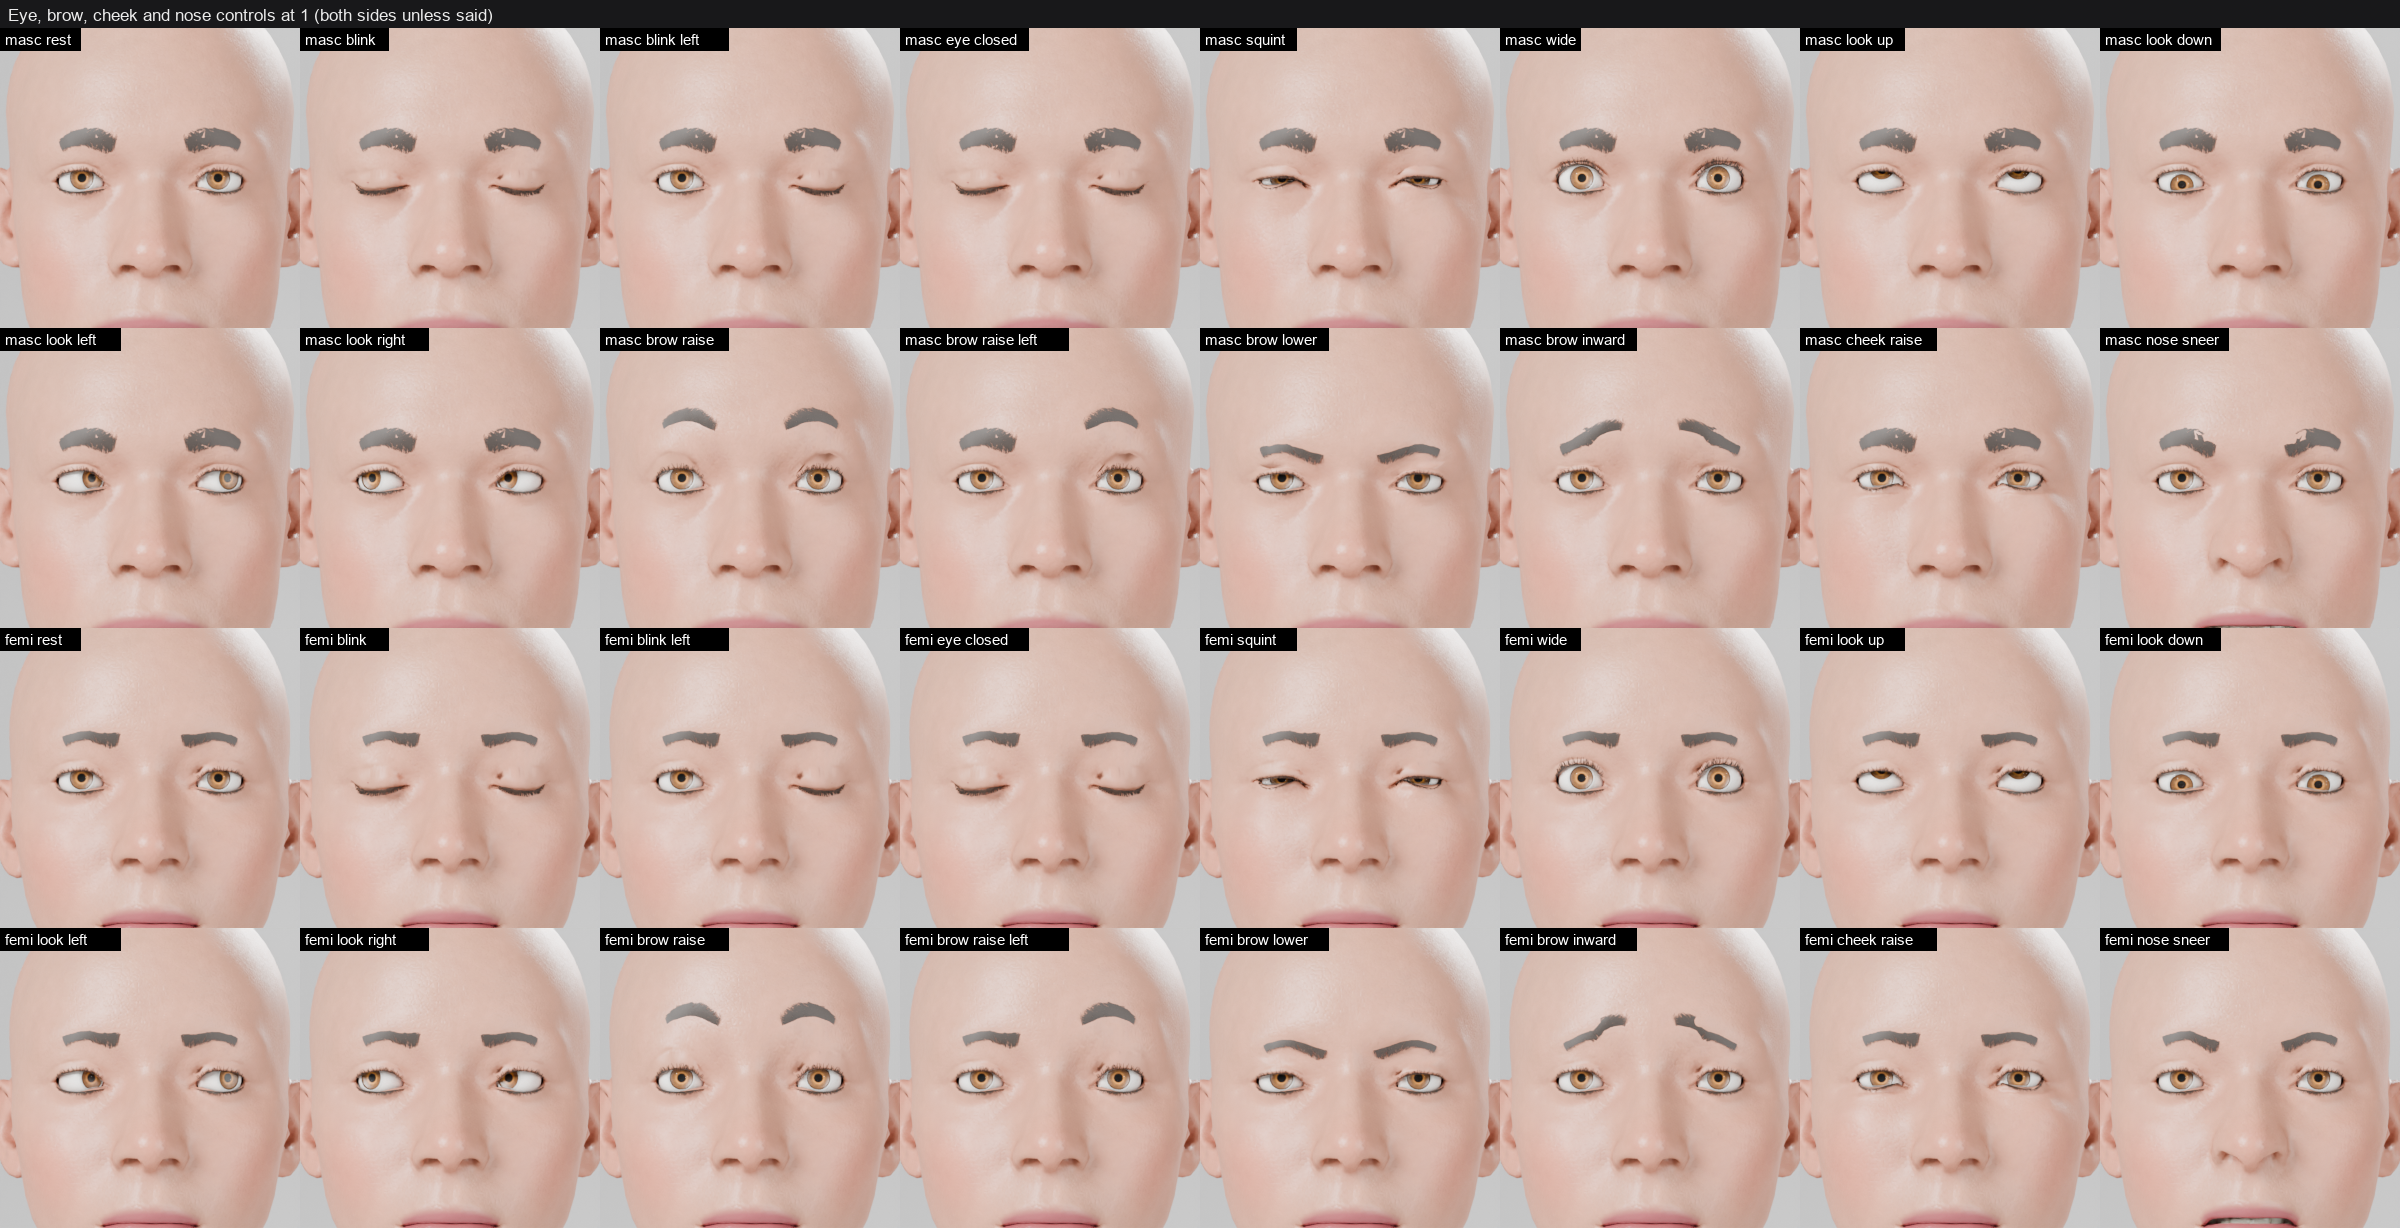 Eye, brow, cheek and nose controls at 1 (both sides unless said)
masc rest
masc blink
masc blink left
masc eye closed
masc squint
masc wide
masc look up
masc look down
masc look left
masc look right
masc brow raise
masc brow raise left
masc brow lower
masc brow inward
masc cheek raise
masc nose sneer
femi rest
femi blink
femi blink left
femi eye closed
femi squint
femi wide
femi look up
femi look down
femi look left
femi look right
femi brow raise
femi brow raise left
femi brow lower
femi brow inward
femi cheek raise
femi nose sneer